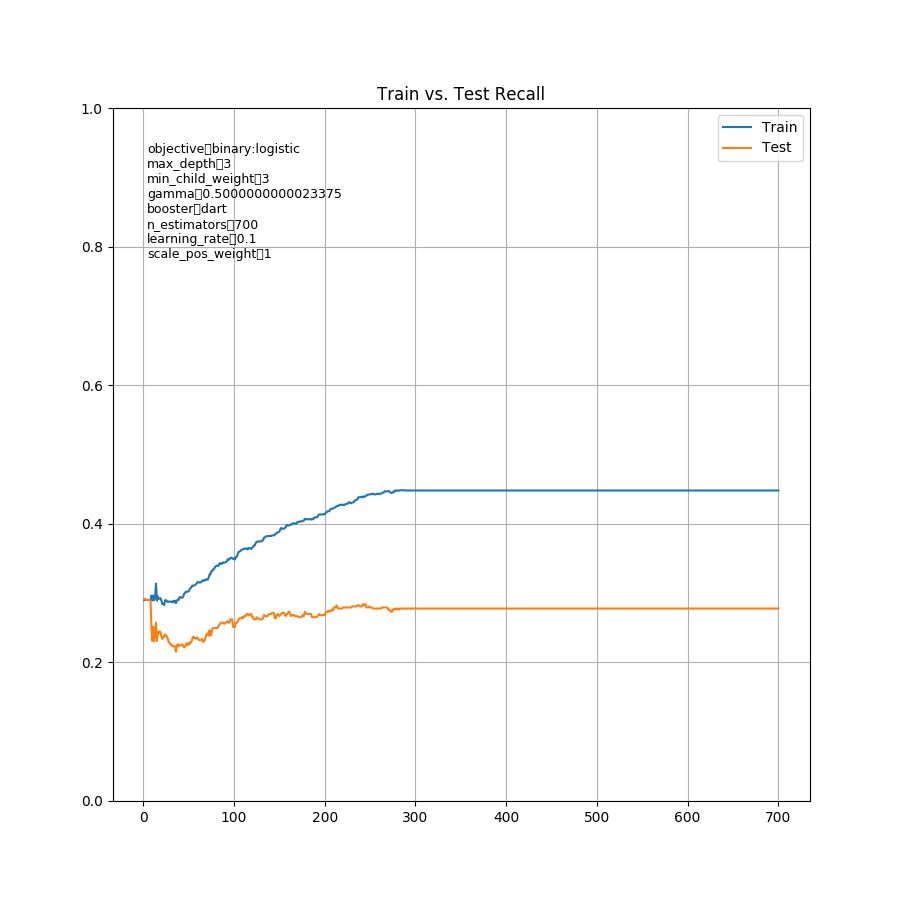 Train vs. Test Recall
1.0
0.8
0.6
0.4
0.2
0.0
objective▯binary:logistic
max_depth▯3
min_child_weight▯3
gamma▯0.5000000000023375
booster▯dart
n_estimators▯700
learning_rate▯0.1
scale_pos_weight▯1
Train
Test
0 100 200 300 400 500 600 700